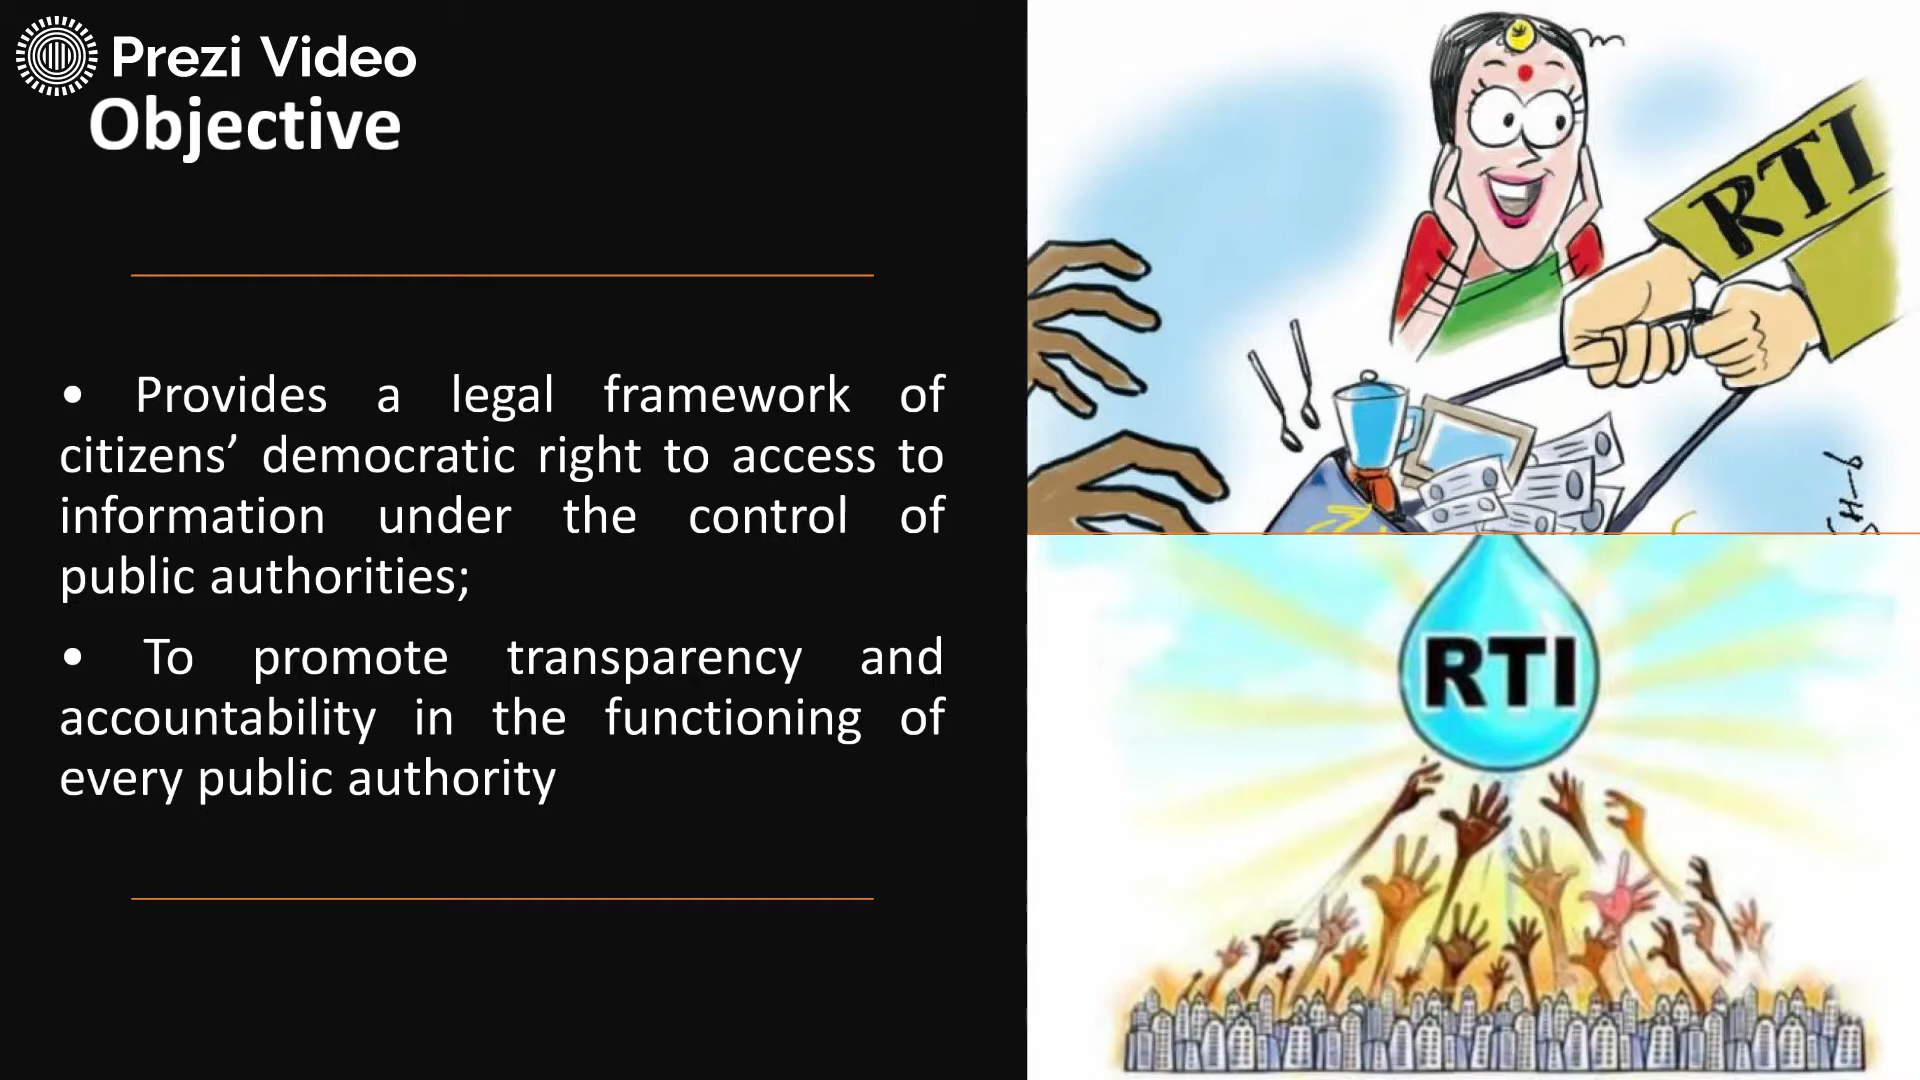 Prezi Video
Objective
• Provides a legal framework of
citizens’ democratic right to access to
information under the control of
public authorities;
• To promote transparency and
accountability in the functioning of
every public authority
RTI
RTI